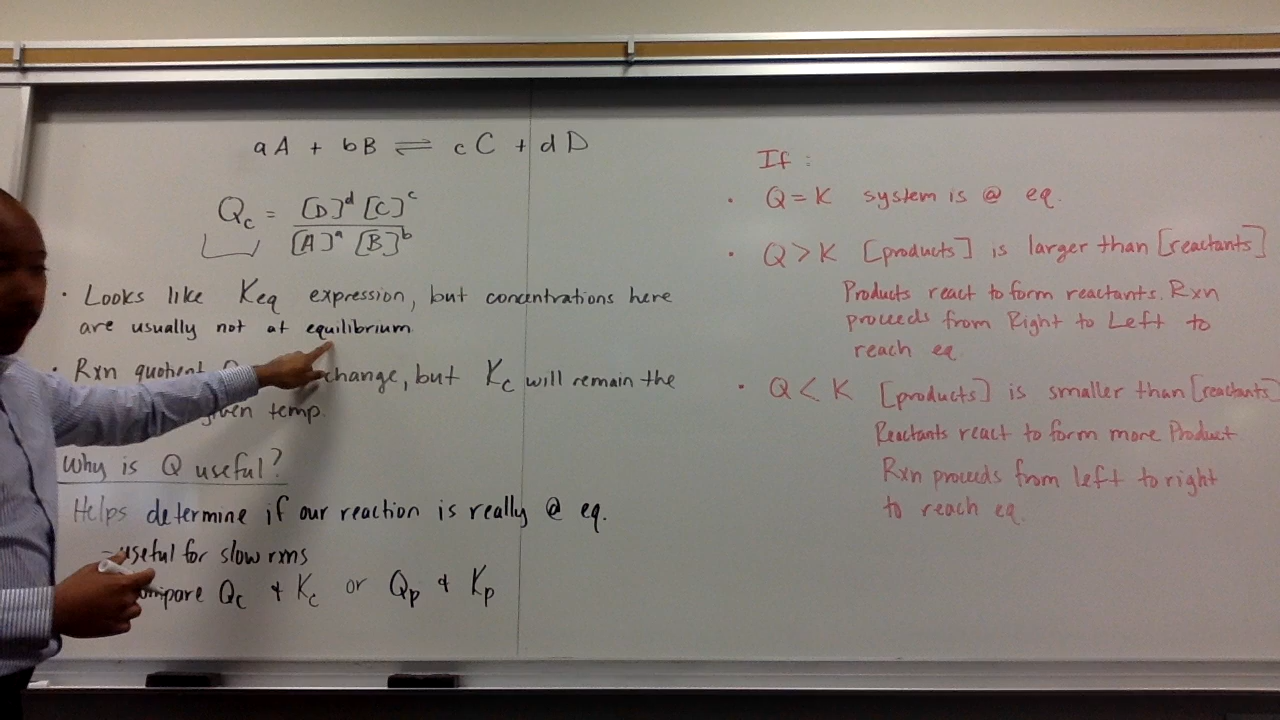 aA + bB ⇌ cC + dD
Qc = [D]^d [C]^c
[A]^a [B]^b
• Looks like Keq expression, but concentrations here
are usually not at equilibrium
• Rxn quotient change, but Kc will remain the
given temp.
Why is Q useful?
Helps determine if our reaction is really @ eq.
- useful for slow rxns
Qc & Kc or Qp & Kp
If :
• Q = K system is @ eq.
• Q > K [products] is larger than [reactants]
Products react to form reactants. Rxn
proceeds from Right to Left to
reach eq.
• Q < K [products] is smaller than [reactants]
Reactants react to form more Product
Rxn proceeds from left to right
to reach eq.